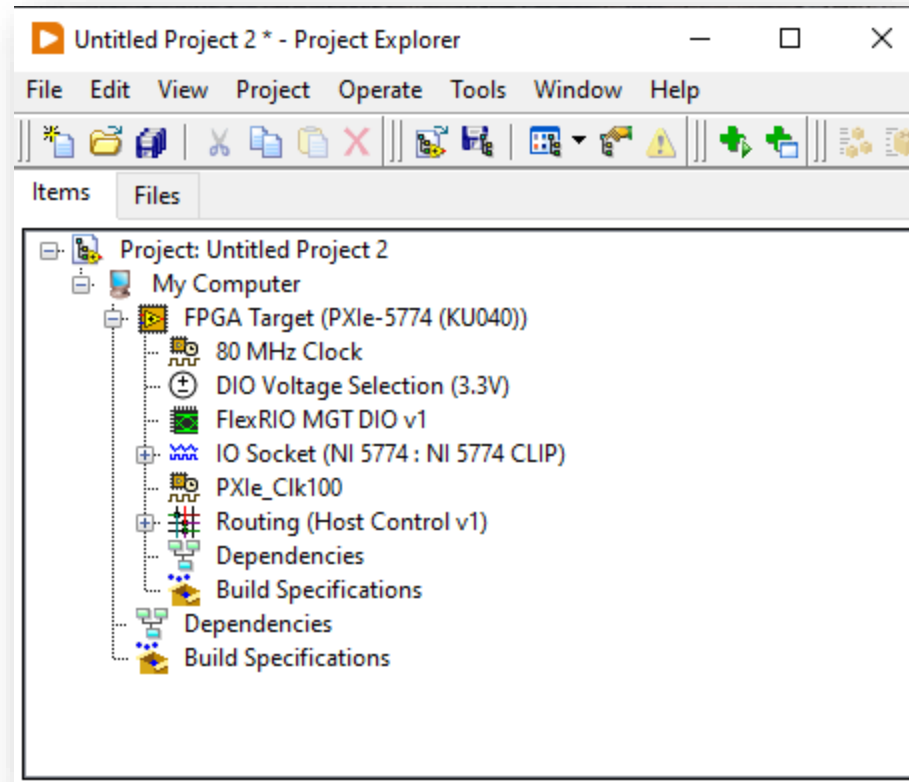 Untitled Project 2 * - Project Explorer
File Edit View Project Operate Tools Window Help
Items Files
Project: Untitled Project 2
My Computer
FPGA Target (PXIe-5774 (KU040))
80 MHz Clock
DIO Voltage Selection (3.3V)
FlexRIO MGT DIO v1
IO Socket (NI 5774 : NI 5774 CLIP)
PXIe_Clk100
Routing (Host Control v1)
Dependencies
Build Specifications
Dependencies
Build Specifications